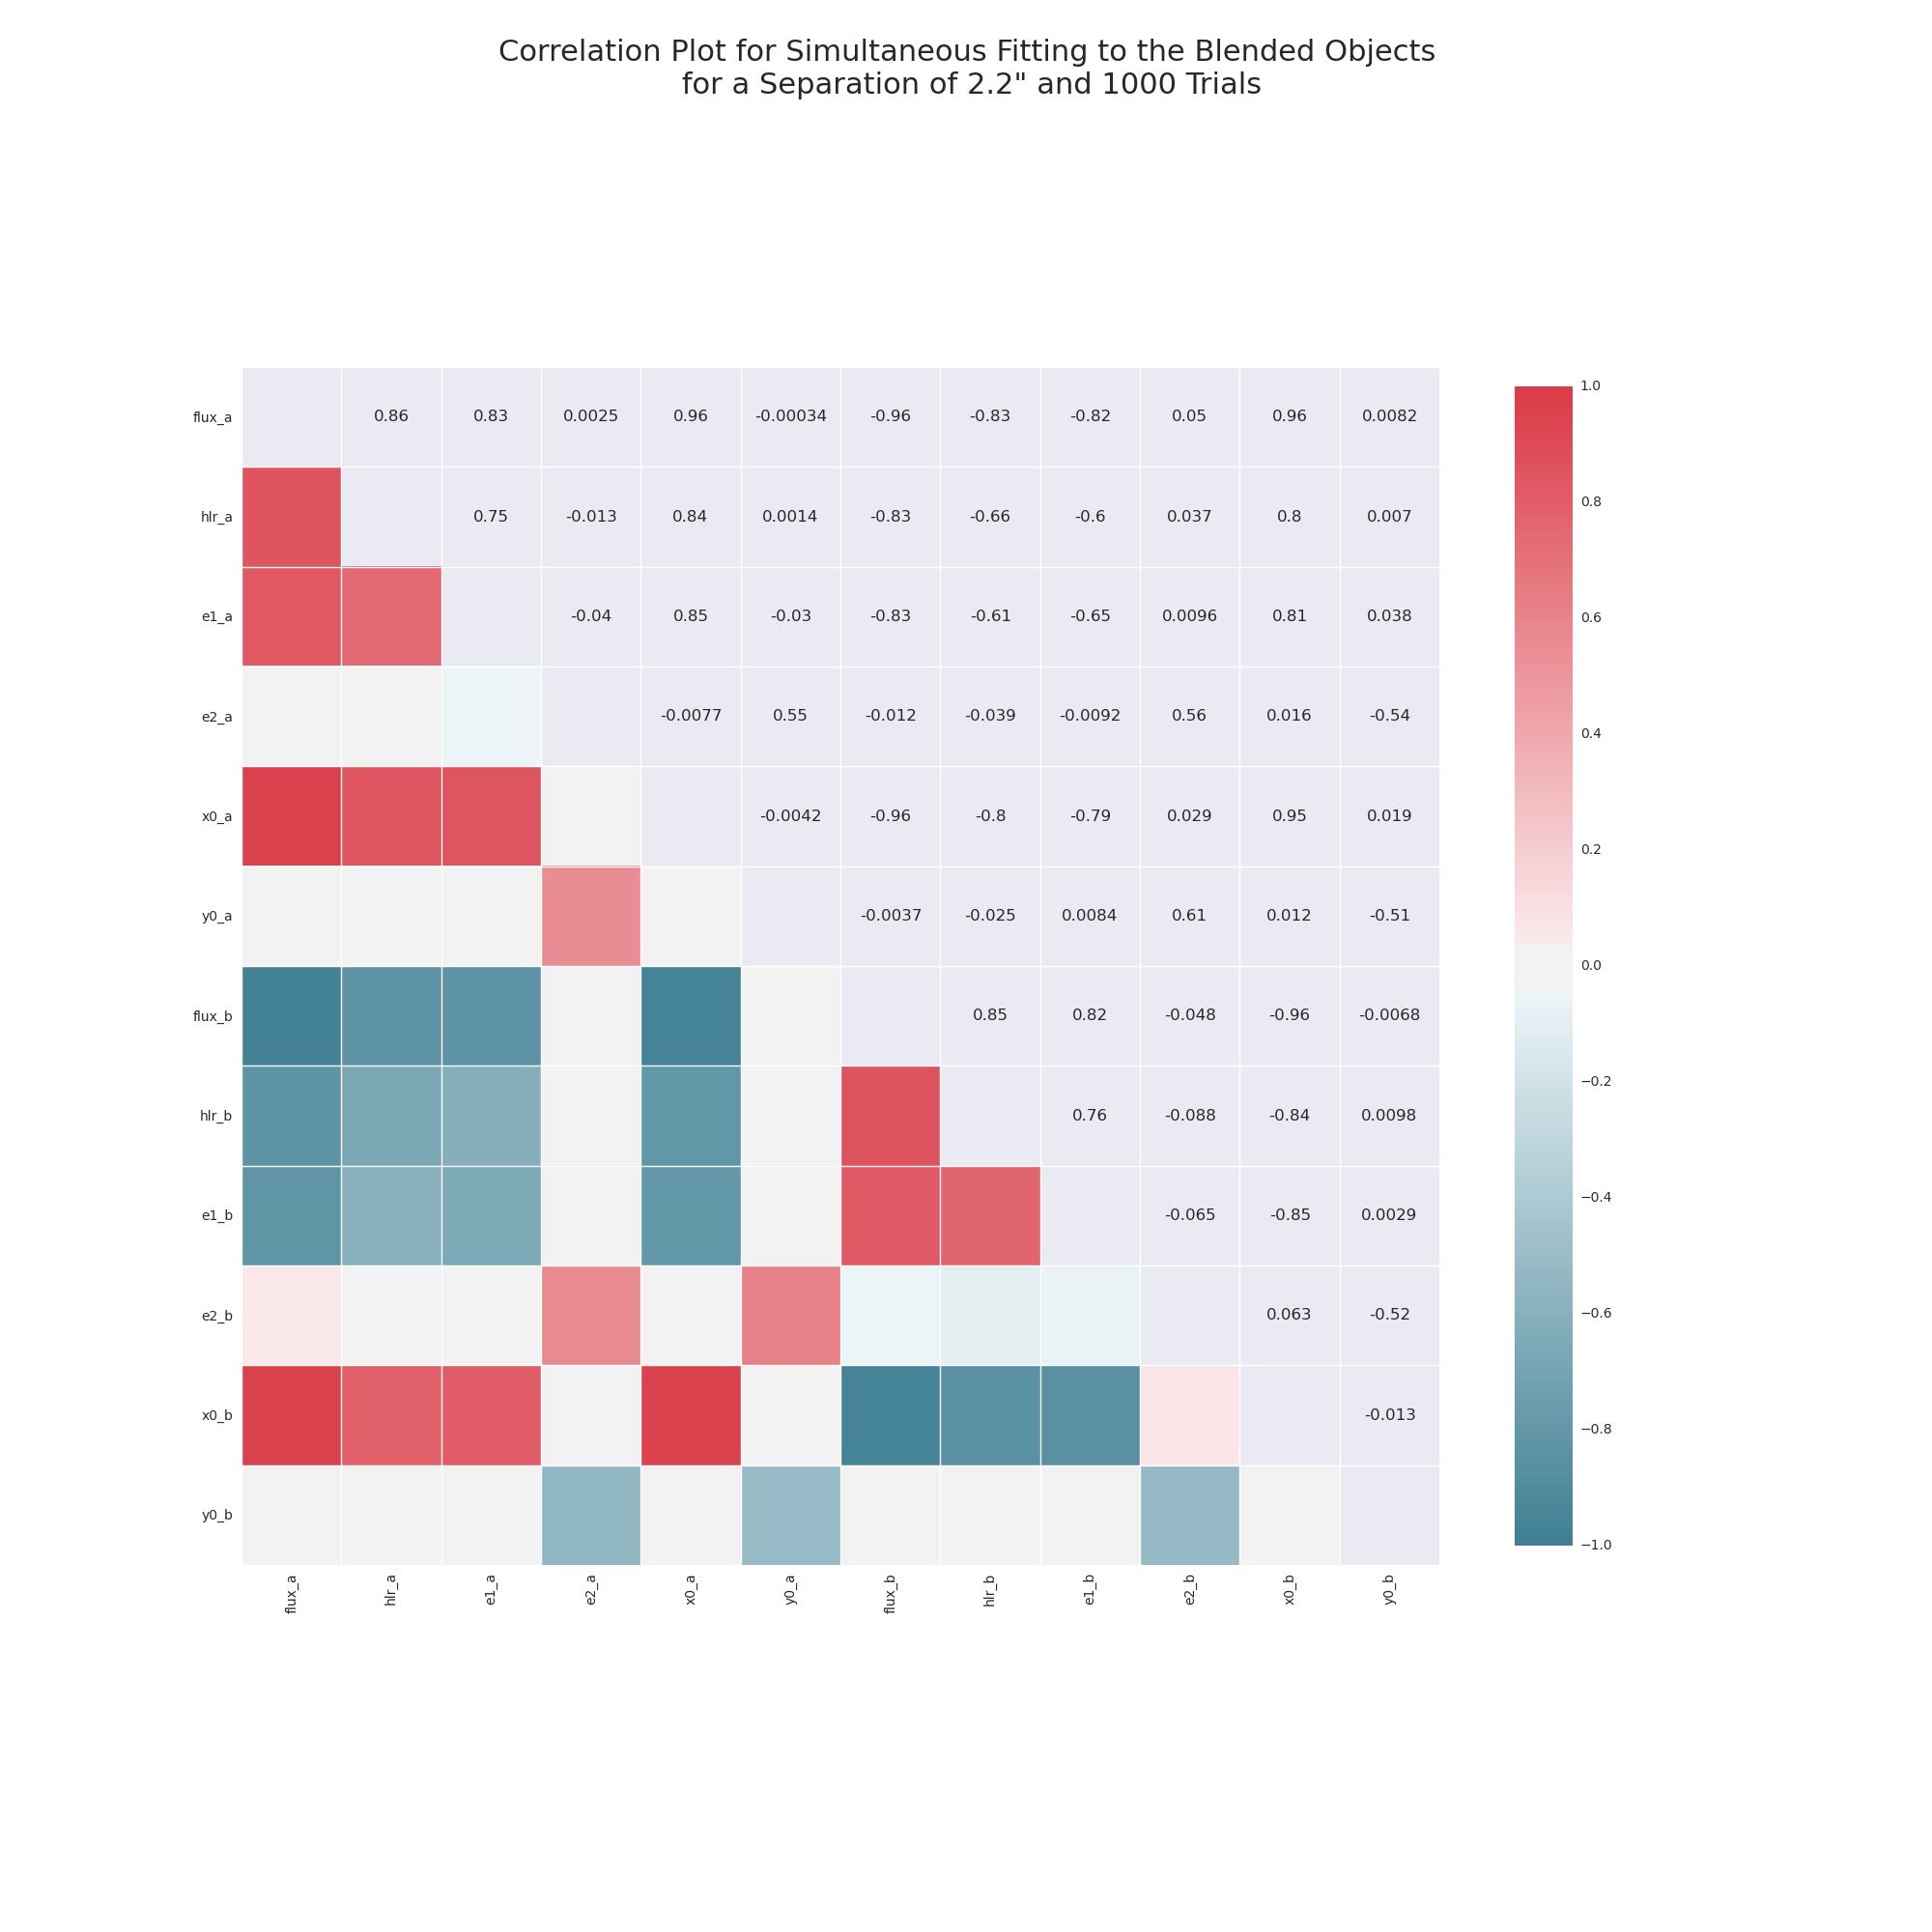 Correlation Plot for Simultaneous Fitting to the Blended Objects
for a Separation of 2.2" and 1000 Trials
flux_a 0.86 0.83 0.0025 0.96 -0.00034 -0.96 -0.83 -0.82 0.05 0.96 0.0082
hlr_a 0.75 -0.013 0.84 0.0014 -0.83 -0.66 -0.6 0.037 0.8 0.007
e1_a -0.04 0.85 -0.03 -0.83 -0.61 -0.65 0.0096 0.81 0.038
e2_a -0.0077 0.55 -0.012 -0.039 -0.0092 0.56 0.016 -0.54
x0_a -0.0042 -0.96 -0.8 -0.79 0.029 0.95 0.019
y0_a -0.0037 -0.025 0.0084 0.61 0.012 -0.51
flux_b 0.85 0.82 -0.048 -0.96 -0.0068
hlr_b 0.76 -0.088 -0.84 0.0098
e1_b -0.065 -0.85 0.0029
e2_b 0.063 -0.52
x0_b -0.013
y0_b
flux_a hlr_a e1_a e2_a x0_a y0_a flux_b hlr_b e1_b e2_b x0_b y0_b
1.0
0.8
0.6
0.4
0.2
0.0
−0.2
−0.4
−0.6
−0.8
−1.0